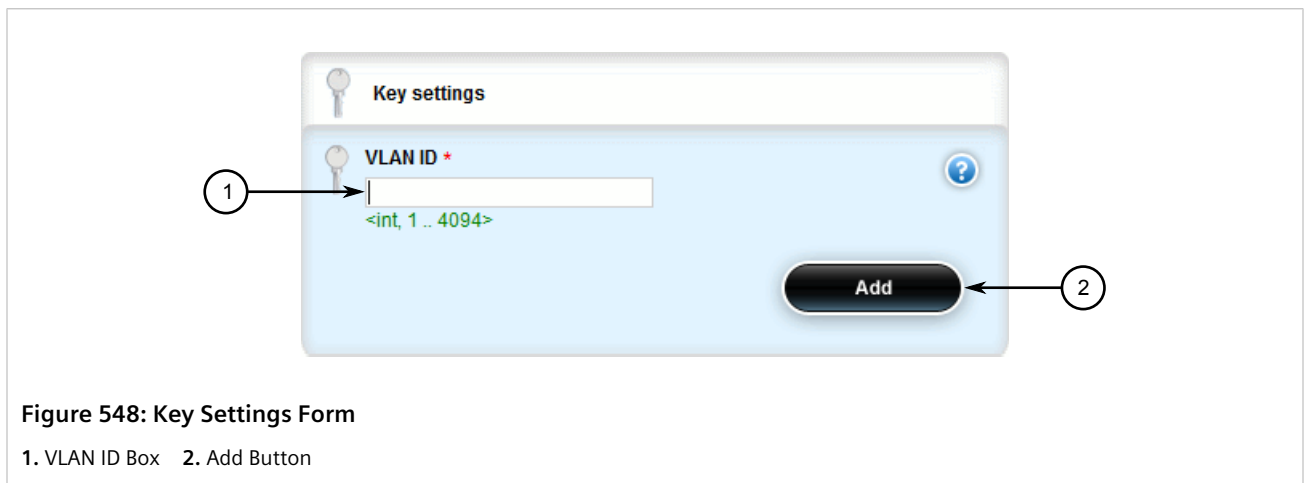 Key settings
VLAN ID *
?
1
<int, 1 .. 4094>
Add
2
Figure 548: Key Settings Form
1. VLAN ID Box 2. Add Button